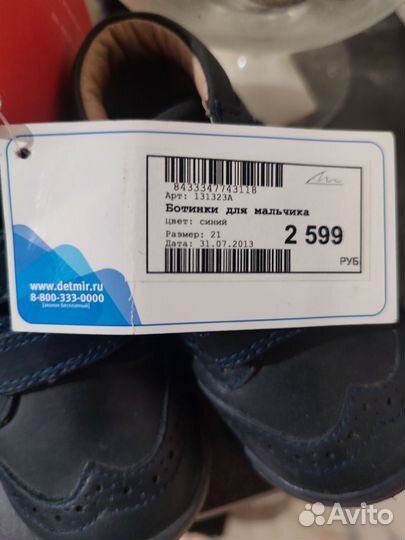 8433347743118
Арт: 131323А
Ботинки для мальчика
цвет: синий
Размер: 21
Дата: 31.07.2013
2 599
РУБ
www.detmir.ru
8-800-333-0000
(звонок бесплатный)
Avito